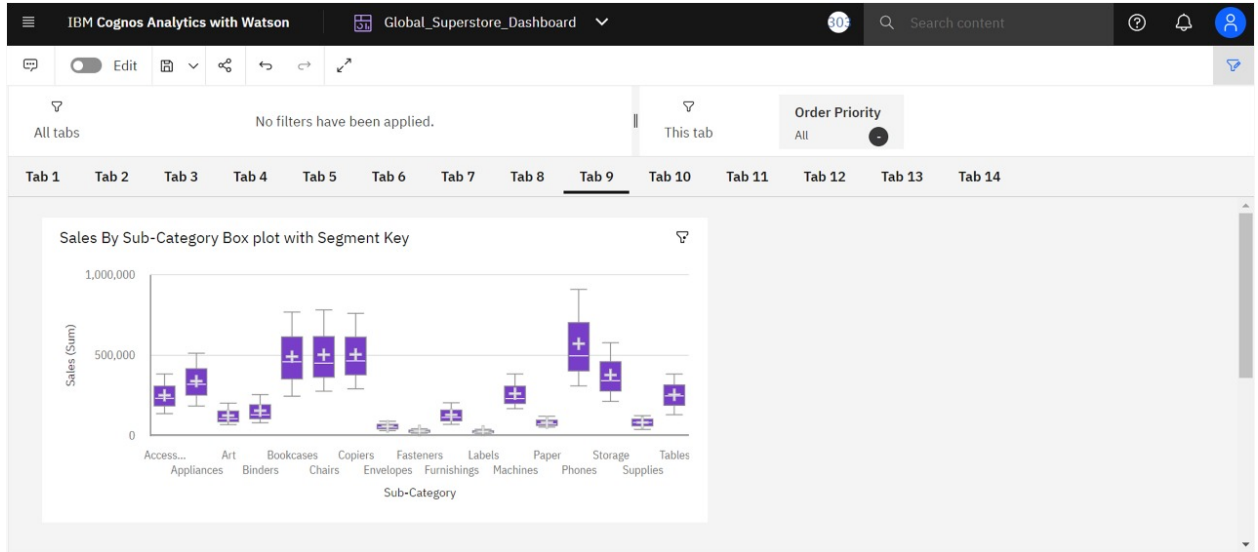 IBM Cognos Analytics with Watson
Global_Superstore_Dashboard
303
Search content
Edit
All tabs
No filters have been applied.
This tab
Order Priority
All
Tab 1 Tab 2 Tab 3 Tab 4 Tab 5 Tab 6 Tab 7 Tab 8 Tab 9 Tab 10 Tab 11 Tab 12 Tab 13 Tab 14
Sales By Sub-Category Box plot with Segment Key
Sales (Sum)
1,000,000
500,000
0
Access... Art Bookcases Copiers Fasteners Labels Paper Storage Tables
Appliances Binders Chairs Envelopes Furnishings Machines Phones Supplies
Sub-Category